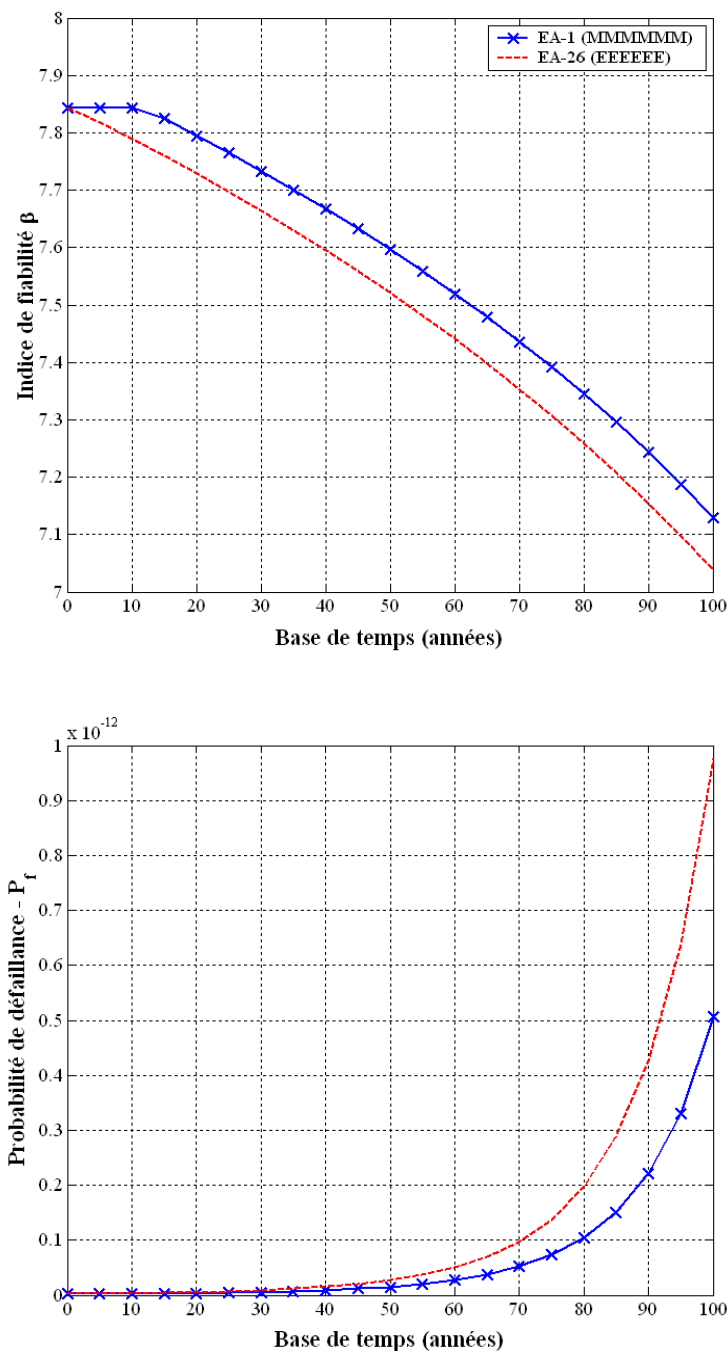 8
7.9
7.8
7.7
7.6
7.5
7.4
7.3
7.2
7.1
7
Indice de fiabilité β
EA-1 (MMMMMM)
EA-26 (EEEEEE)
0 10 20 30 40 50 60 70 80 90 100
Base de temps (années)
x 10^-12
1
0.9
0.8
0.7
0.6
0.5
0.4
0.3
0.2
0.1
0
Probabilité de défaillance - P_f
0 10 20 30 40 50 60 70 80 90 100
Base de temps (années)